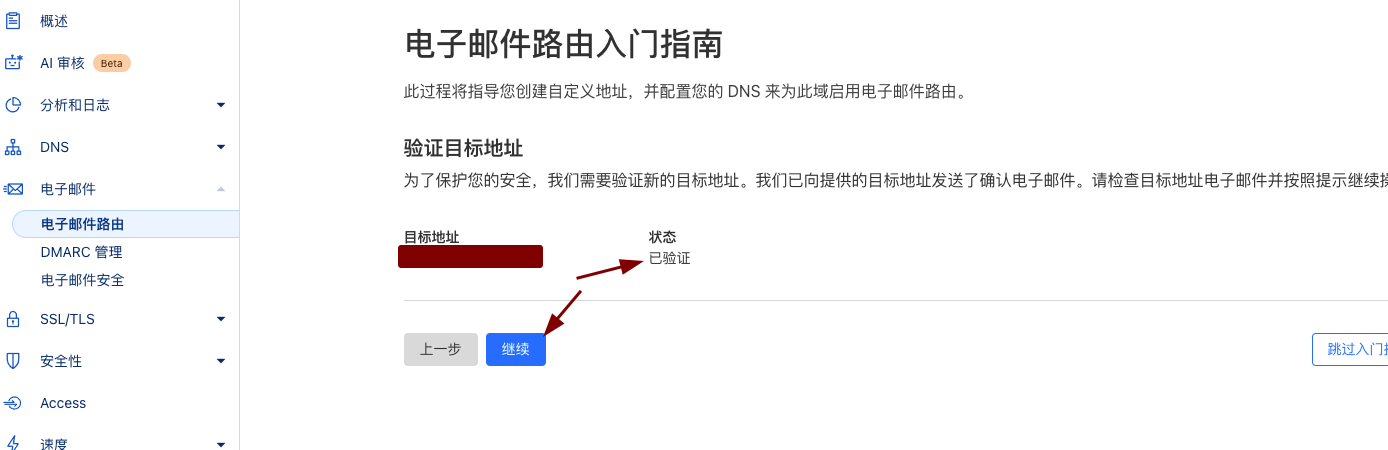 概述
AI 审核 Beta
分析和日志
DNS
电子邮件
电子邮件路由
DMARC 管理
电子邮件安全
SSL/TLS
安全性
Access
速度
电子邮件路由入门指南
此过程将指导您创建自定义地址，并配置您的 DNS 来为此域启用电子邮件路由。
验证目标地址
为了保护您的安全，我们需要验证新的目标地址。我们已向提供的目标地址发送了确认电子邮件。请检查目标地址电子邮件并按照提示继续
目标地址 状态
已验证
上一步 继续 跳过入门